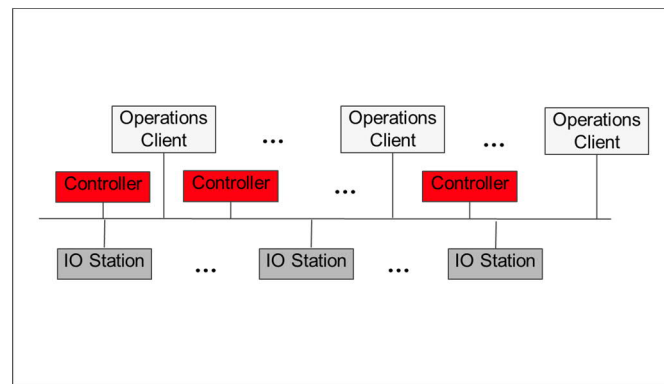 Operations
Client
...
Operations
Client
...
Operations
Client
Controller
Controller
...
Controller
IO Station
...
IO Station
...
IO Station